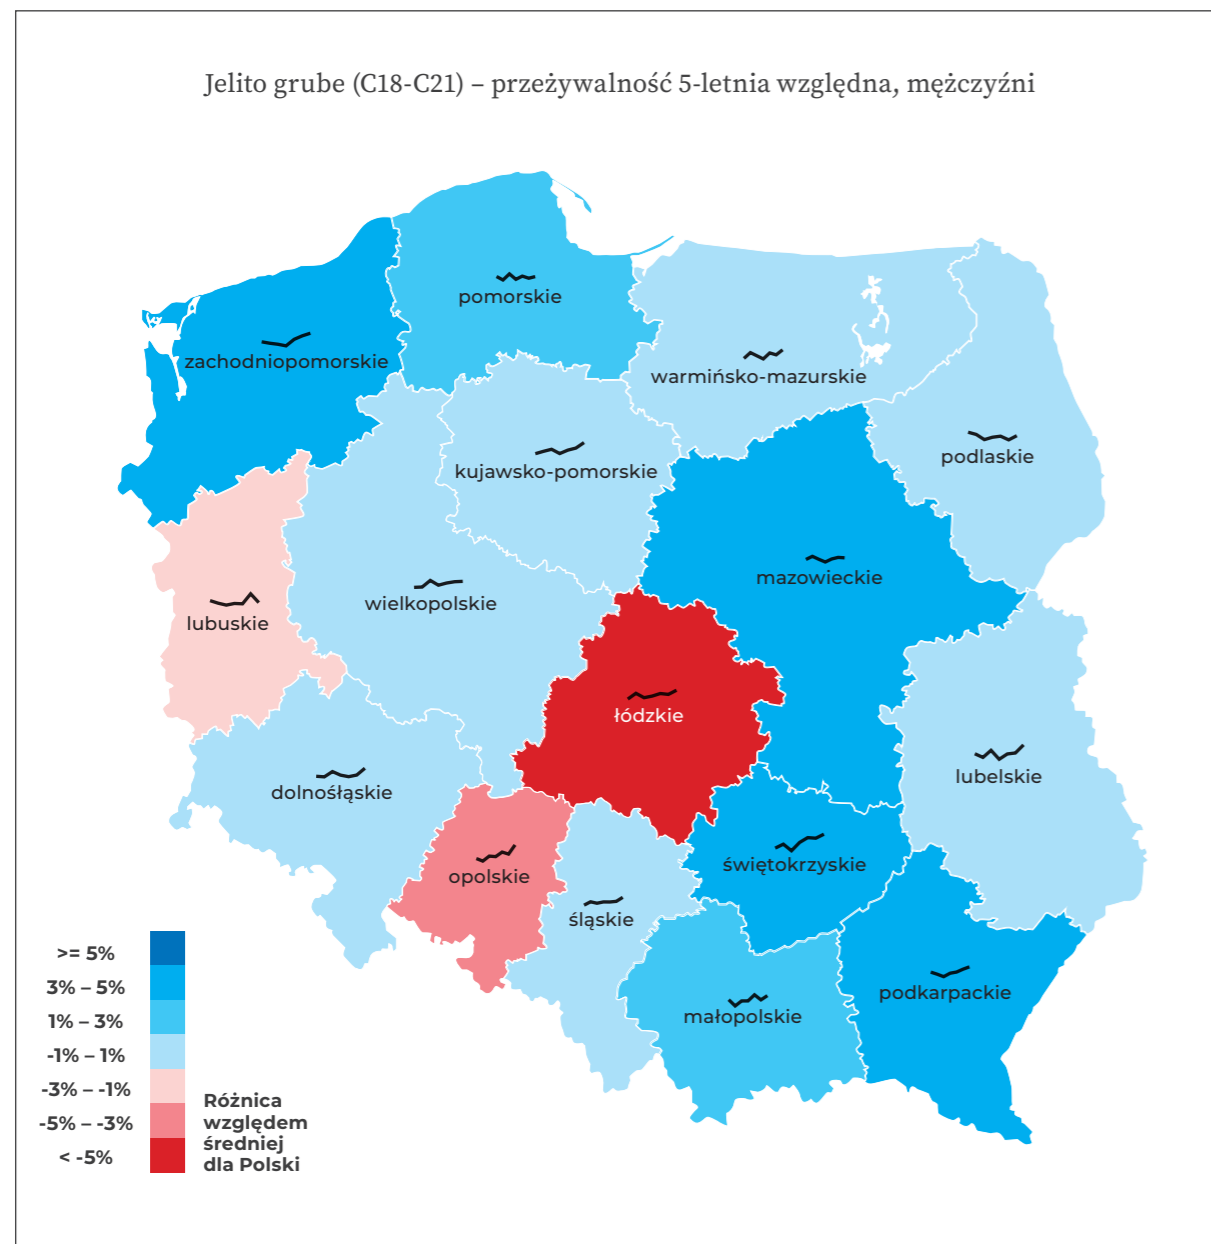 Jelito grube (C18-C21) – przeżywalność 5-letnia względna, mężczyźni
pomorskie
zachodniopomorskie
warmińsko-mazurskie
podlaskie
kujawsko-pomorskie
mazowieckie
wielkopolskie
lubuskie
łódzkie
lubelskie
dolnośląskie
świętokrzyskie
opolskie
śląskie
podkarpackie
małopolskie
>= 5%
3% – 5%
1% – 3%
-1% – 1%
-3% – -1%
-5% – -3%
< -5%
Różnica
względem
średniej
dla Polski